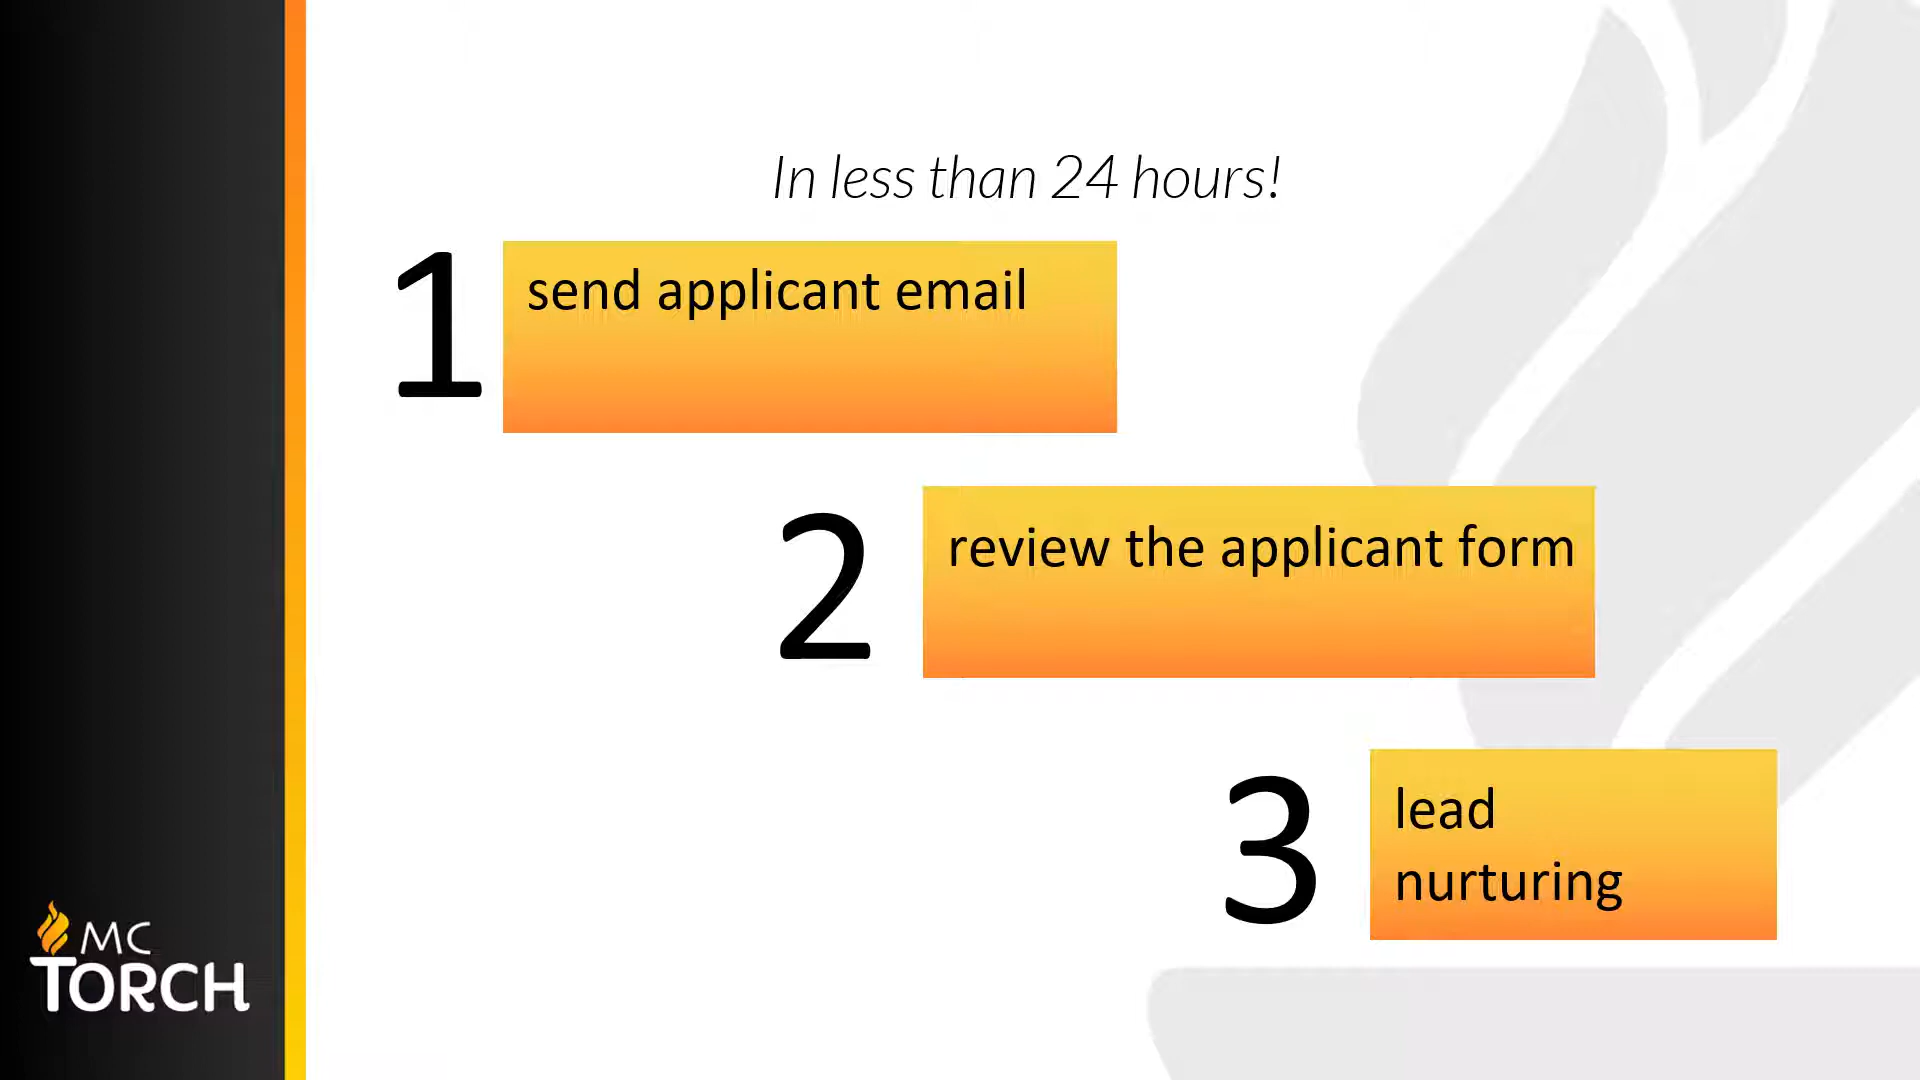 In less than 24 hours!
1
send applicant email
2
review the applicant form
3
lead
nurturing
MC
TORCH